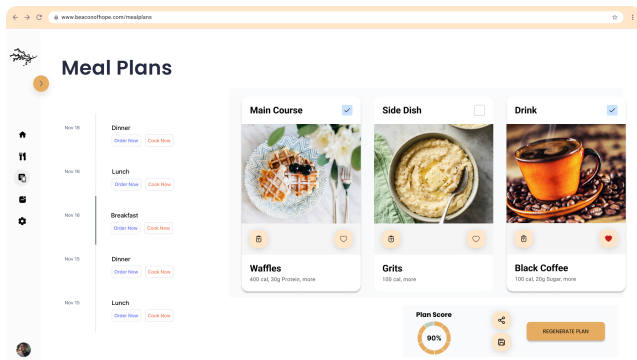 www.beaconofhope.com/mealplans
Meal Plans
Nov 16
Dinner
Order Now
Cook Now
Nov 16
Lunch
Order Now
Cook Now
Nov 16
Breakfast
Order Now
Cook Now
Nov 15
Dinner
Order Now
Cook Now
Nov 15
Lunch
Order Now
Cook Now
Main Course
Waffles
400 cal, 30g Protein, more
Side Dish
Grits
160 cal, more
Drink
Black Coffee
100 cal, 20g Sugar, more
Plan Score
90%
REGENERATE PLAN